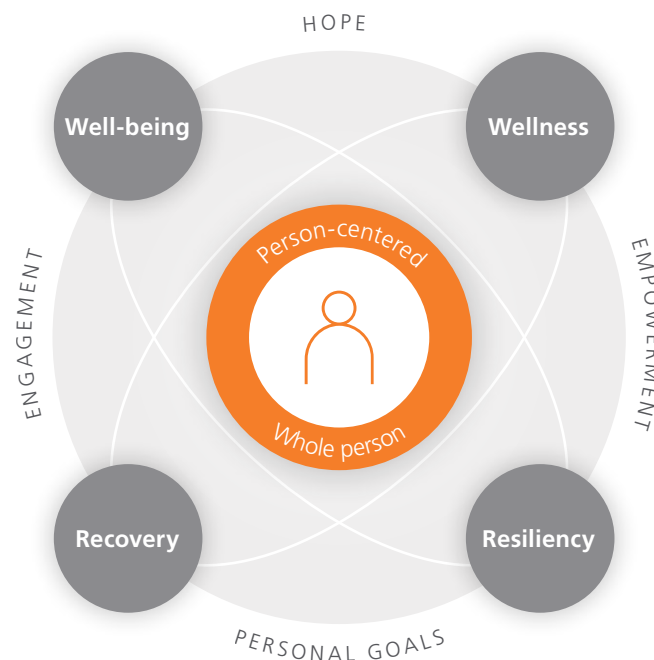 HOPE
Well-being
Wellness
Person-centered
ENGAGEMENT
EMPOWERMENT
Whole person
Recovery
Resiliency
PERSONAL GOALS